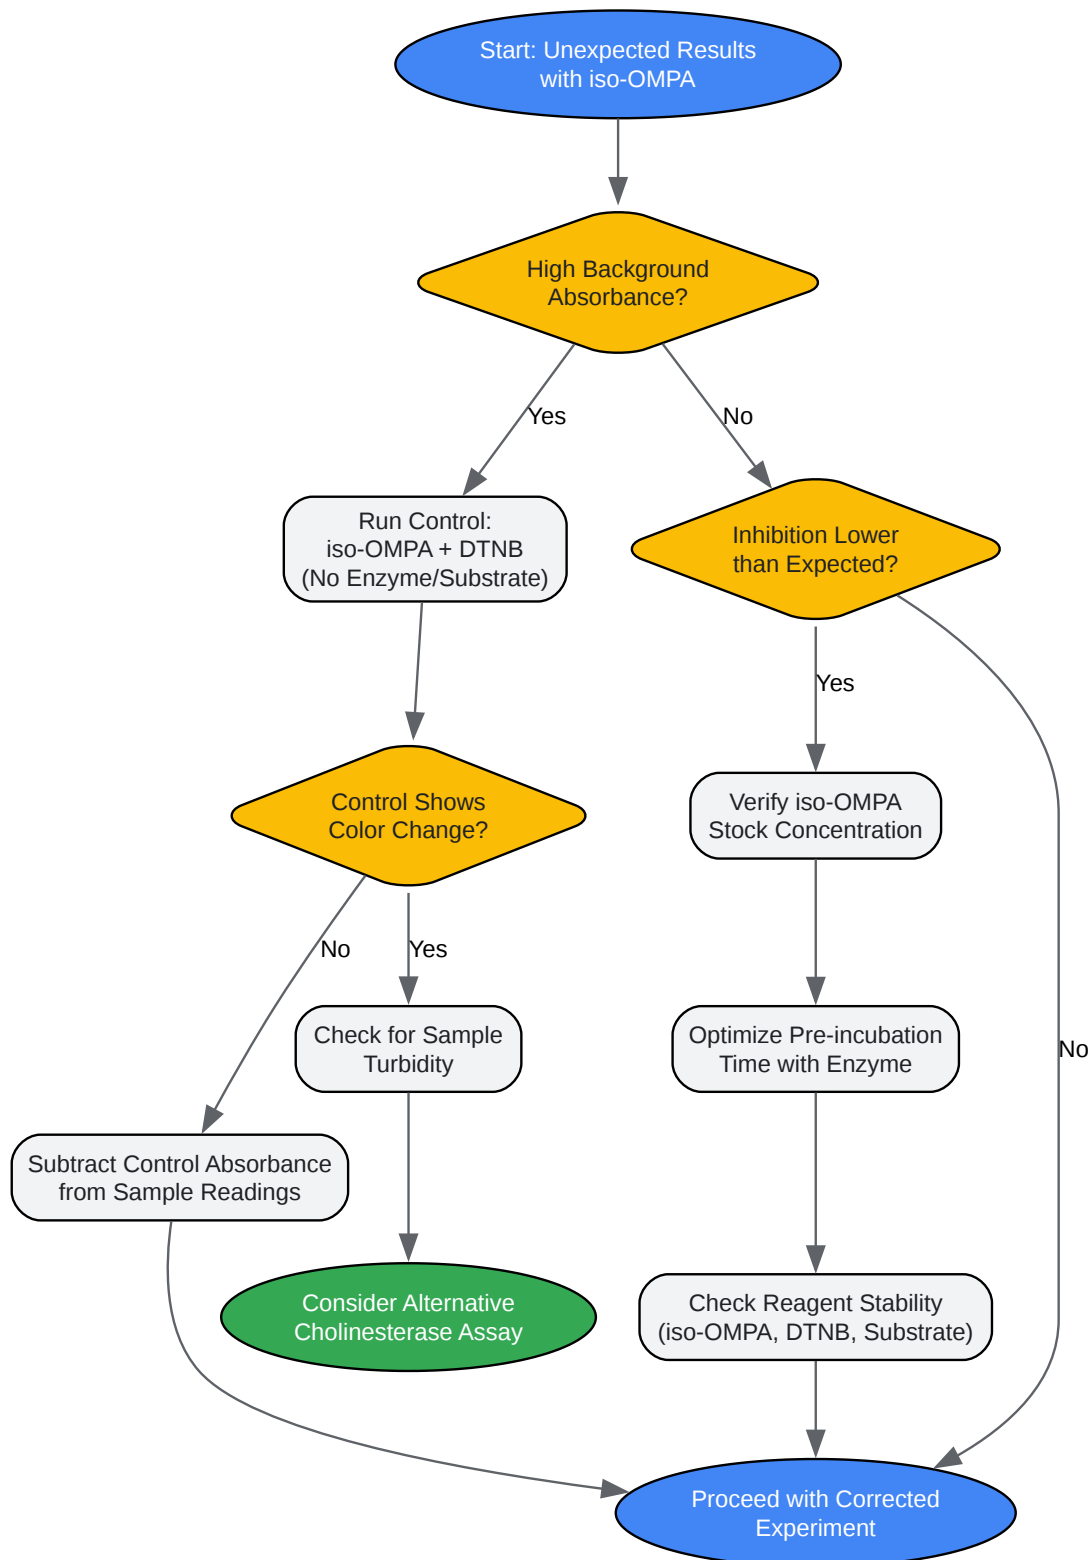 Start: Unexpected Results
with iso-OMPA
High Background
Absorbance?
Yes
No
Run Control:
iso-OMPA + DTNB
(No Enzyme/Substrate)
Inhibition Lower
than Expected?
Yes
Control Shows
Color Change?
Verify iso-OMPA
Stock Concentration
No
Yes
Check for Sample
Turbidity
Optimize Pre-incubation
Time with Enzyme
No
Subtract Control Absorbance
from Sample Readings
Consider Alternative
Cholinesterase Assay
Check Reagent Stability
(iso-OMPA, DTNB, Substrate)
Proceed with Corrected
Experiment